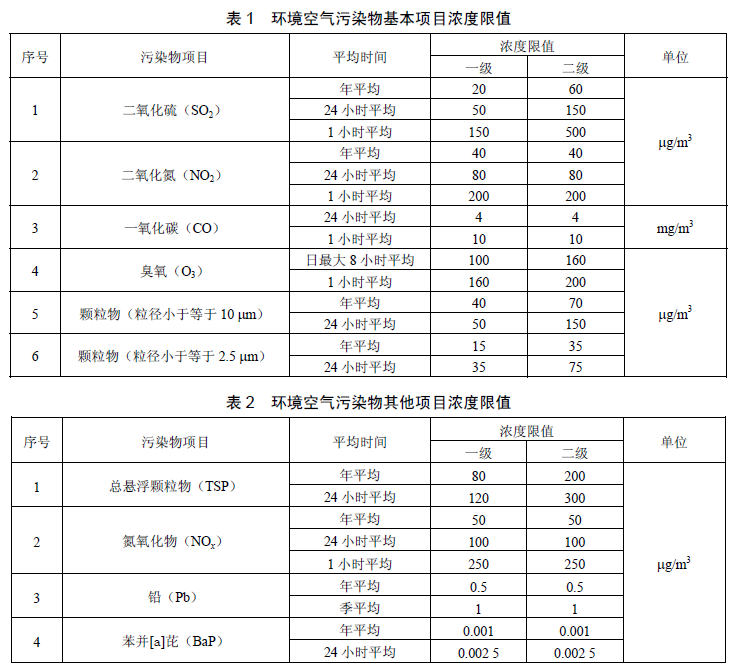 表 1 环境空气污染物基本项目浓度限值
序号 污染物项目 平均时间 浓度限值 单位
一级 二级
1 二氧化硫（SO₂） 年平均 20 60 μg/m³
24 小时平均 50 150
1 小时平均 150 500
2 二氧化氮（NO₂） 年平均 40 40
24 小时平均 80 80
1 小时平均 200 200
3 一氧化碳（CO） 24 小时平均 4 4 mg/m³
1 小时平均 10 10
4 臭氧（O₃） 日最大 8 小时平均 100 160 μg/m³
1 小时平均 160 200
5 颗粒物（粒径小于等于 10 μm） 年平均 40 70
24 小时平均 50 150
6 颗粒物（粒径小于等于 2.5 μm） 年平均 15 35
24 小时平均 35 75
表 2 环境空气污染物其他项目浓度限值
序号 污染物项目 平均时间 浓度限值 单位
一级 二级
1 总悬浮颗粒物（TSP） 年平均 80 200 μg/m³
24 小时平均 120 300
2 氮氧化物（NOₓ） 年平均 50 50
24 小时平均 100 100
1 小时平均 250 250
3 铅（Pb） 年平均 0.5 0.5
季平均 1 1
4 苯并[a]芘（BaP） 年平均 0.001 0.001
24 小时平均 0.002 5 0.002 5